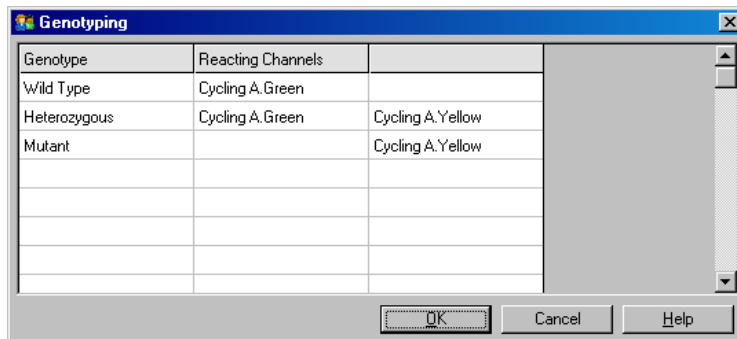 Genotyping
Genotype Reacting Channels
Wild Type Cycling A.Green
Heterozygous Cycling A.Green Cycling A.Yellow
Mutant Cycling A.Yellow
OK Cancel Help